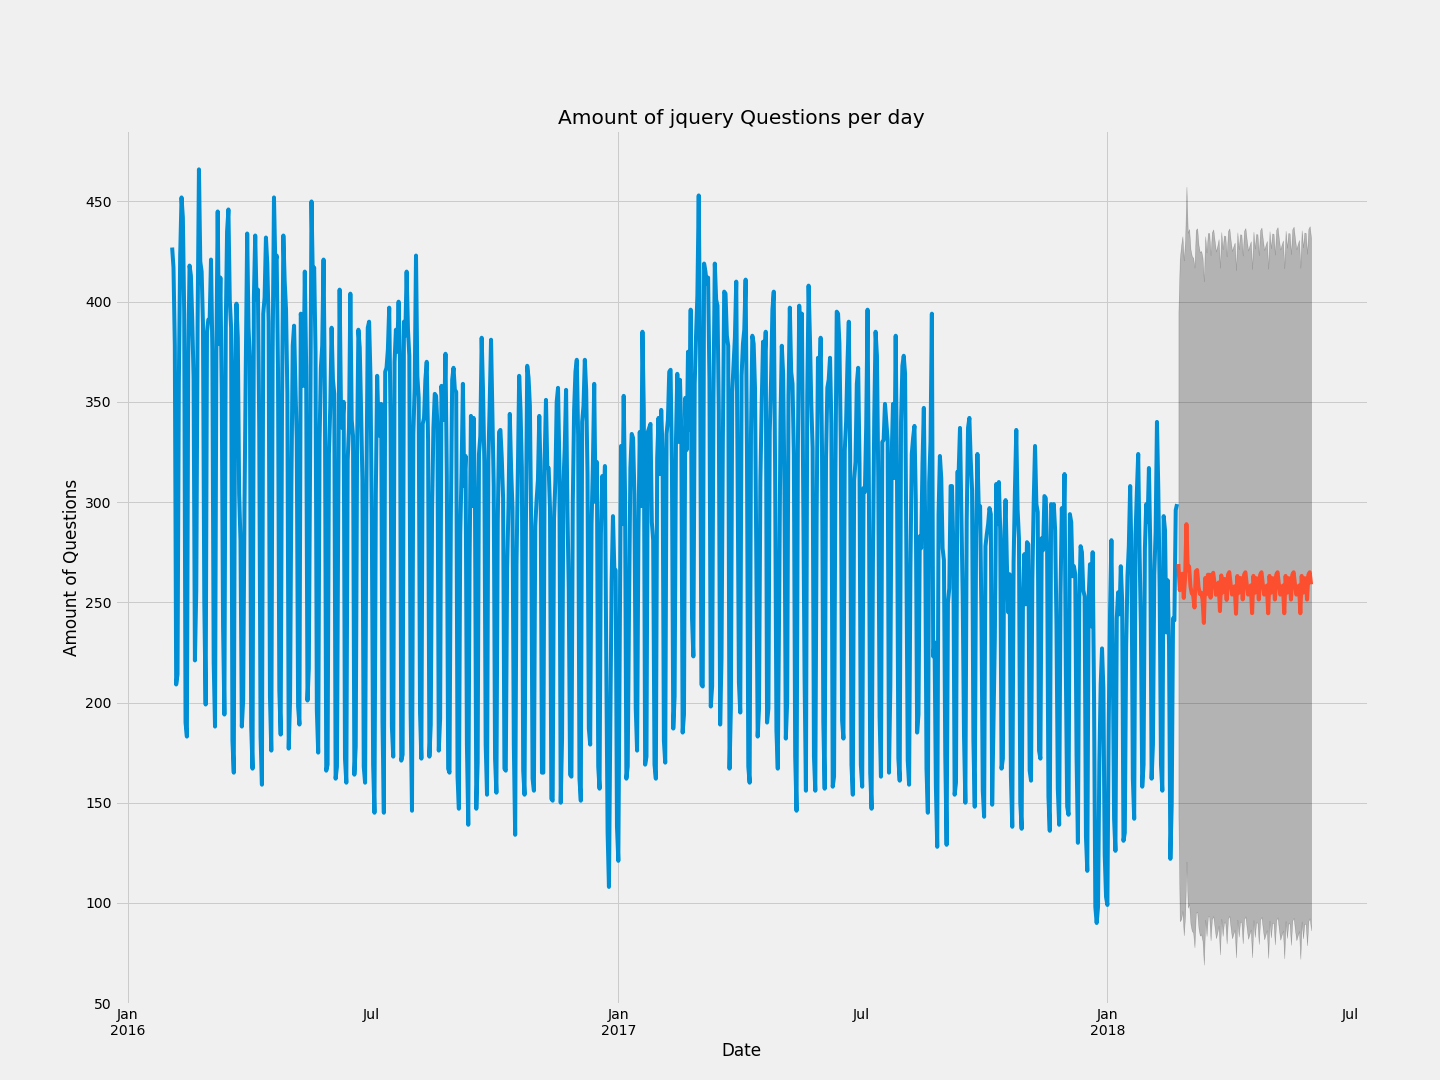 Amount of jquery Questions per day
Amount of Questions
450
400
350
300
250
200
150
100
50
Jan
2016
Jul
Jan
2017
Jul
Jan
2018
Jul
Date